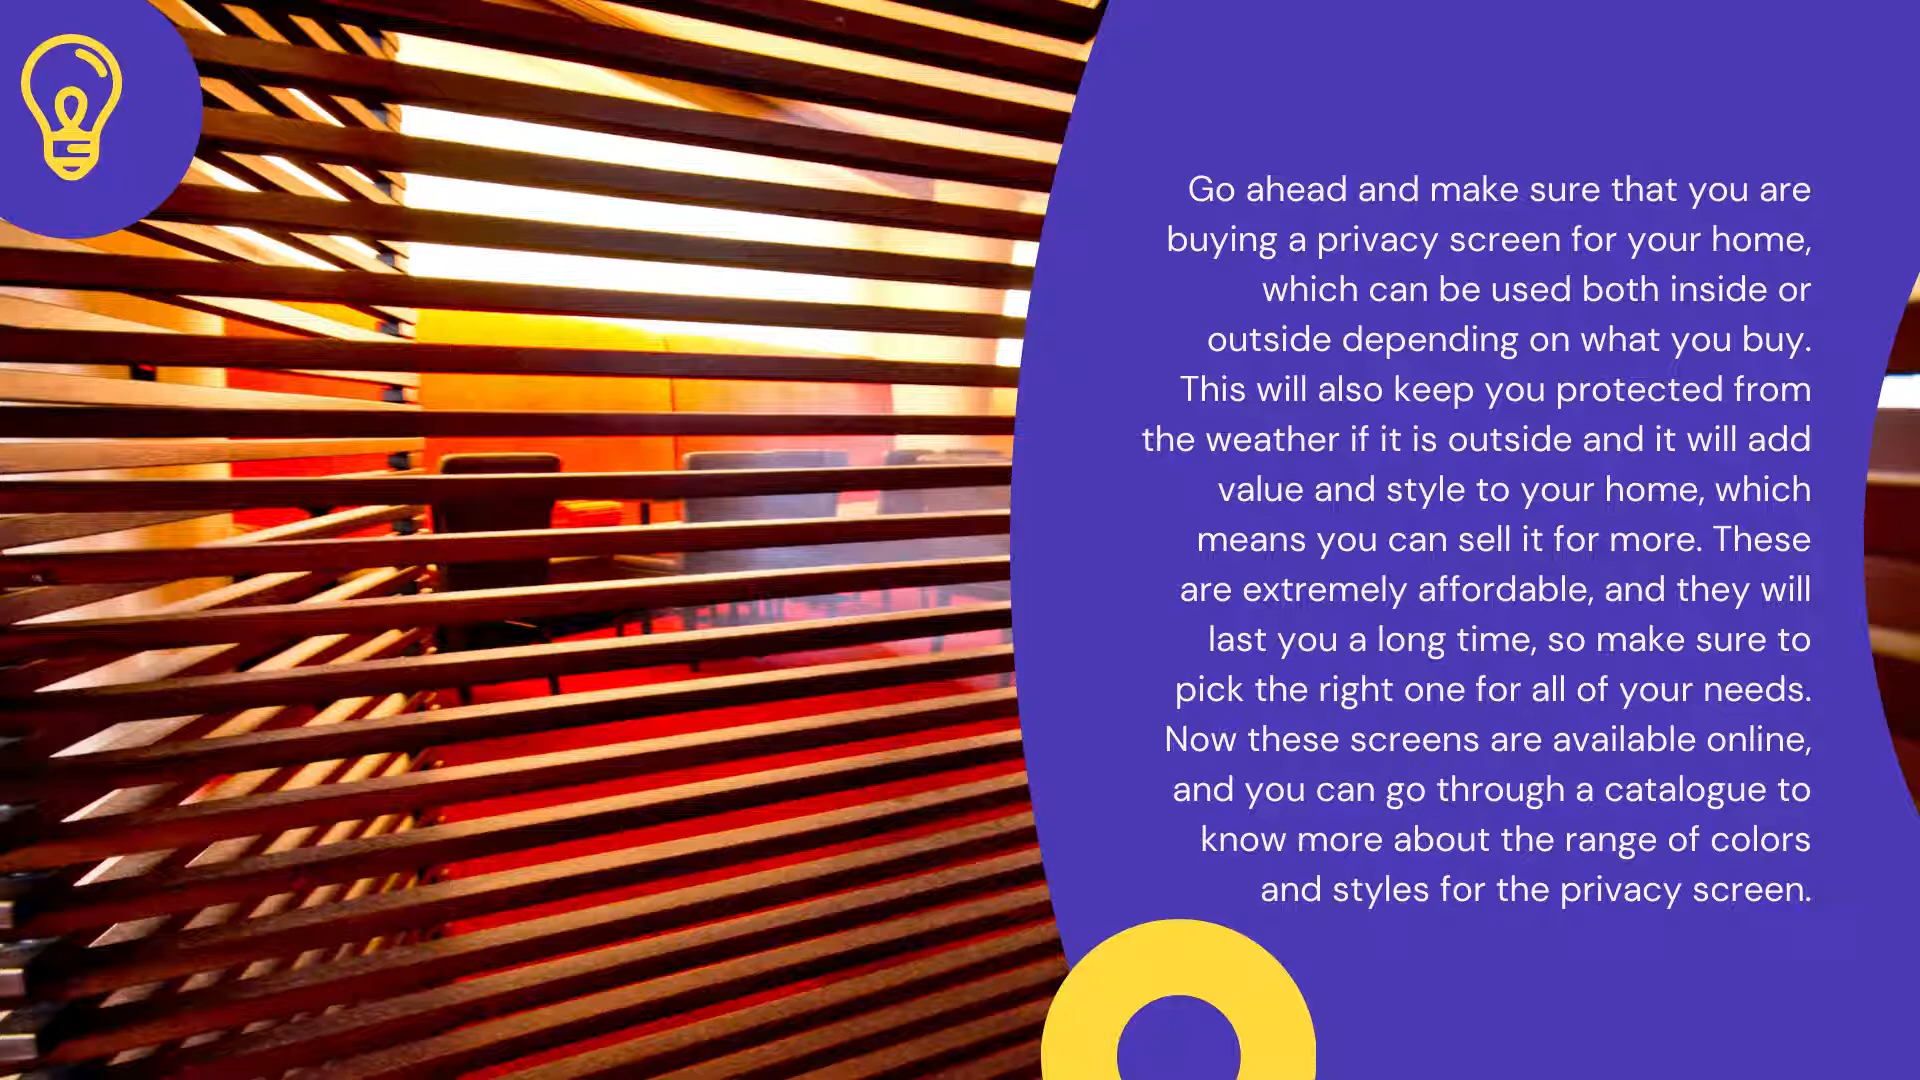 Go ahead and make sure that you are
buying a privacy screen for your home,
which can be used both inside or
outside depending on what you buy.
This will also keep you protected from
the weather if it is outside and it will add
value and style to your home, which
means you can sell it for more. These
are extremely affordable, and they will
last you a long time, so make sure to
pick the right one for all of your needs.
Now these screens are available online,
and you can go through a catalogue to
know more about the range of colors
and styles for the privacy screen.